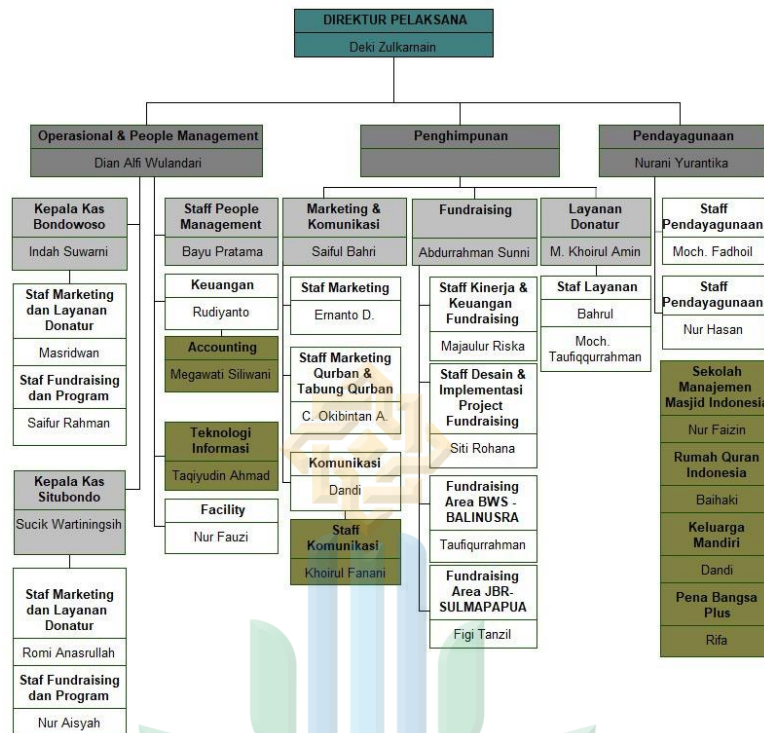 DIREKTUR PELAKSANA
Deki Zulkarnain
Operasional & People Management
Dian Alfi Wulandari
Penghimpunan
Pendayagunaan
Nurani Yurantika
Kepala Kas
Bondowoso
Indah Suwarni
Staf Marketing
dan Layanan
Donatur
Masridwan
Staf Fundraising
dan Program
Saifur Rahman
Kepala Kas
Situbondo
Sucik Wartiningsih
Staf Marketing
dan Layanan
Donatur
Romi Anasrullah
Staf Fundraising
dan Program
Nur Aisyah
Staff People
Management
Bayu Pratama
Keuangan
Rudiyanto
Accounting
Megawati Siliwani
Teknologi
Informasi
Taqiyudin Ahmad
Facility
Nur Fauzi
Marketing &
Komunikasi
Saiful Bahri
Staf Marketing
Ernanto D.
Staff Marketing
Qurban &
Tabung Qurban
C. Okibintan A.
Komunikasi
Dandi
Staff
Komunikasi
Khoirul Fanani
Fundraising
Abdurrahman Sunni
Staff Kinerja &
Keuangan
Fundraising
Majaulur Riska
Staff Desain &
Implementasi
Project
Fundraising
Siti Rohana
Fundraising
Area BWS -
BALINUSRA
Taufiqurrahman
Fundraising
Area JBR-
SULMAPAPUA
Figi Tanzil
Layanan
Donatur
M. Khoirul Amin
Staf Layanan
Bahrul
Moch.
Taufiqqurrahman
Staff
Pendayagunaan
Moch. Fadhoil
Staff
Pendayagunaan
Nur Hasan
Sekolah
Manajemen
Masjid Indonesia
Nur Faizin
Rumah Quran
Indonesia
Baihaki
Keluarga
Mandiri
Dandi
Pena Bangsa
Plus
Rifa